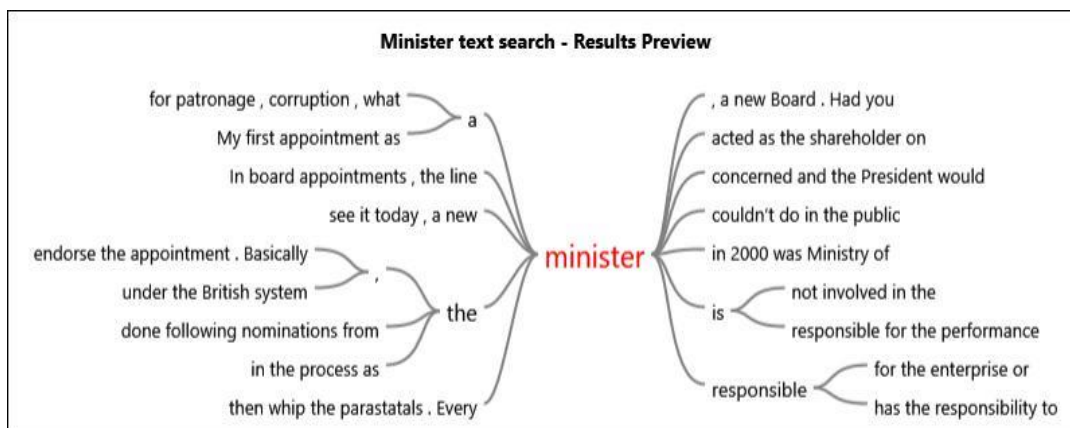 Minister text search - Results Preview
for patronage , corruption , what
My first appointment as
a
In board appointments , the line
see it today , a new
endorse the appointment . Basically
under the British system
,
done following nominations from
in the process as
the
then whip the parastatals . Every
minister
, a new Board . Had you
acted as the shareholder on
concerned and the President would
couldn't do in the public
in 2000 was Ministry of
is
not involved in the
responsible for the performance
responsible
for the enterprise or
has the responsibility to